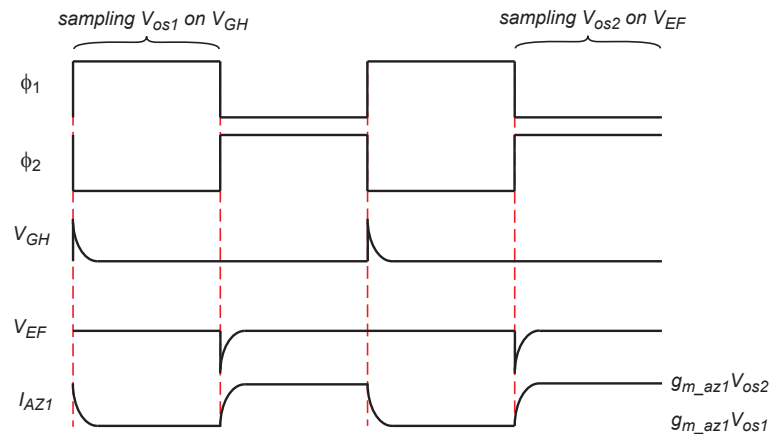 sampling Vos1 on VGH
sampling Vos2 on VEF
ϕ1
ϕ2
VGH
VEF
IAZ1
gm_az1Vos2
gm_az1Vos1